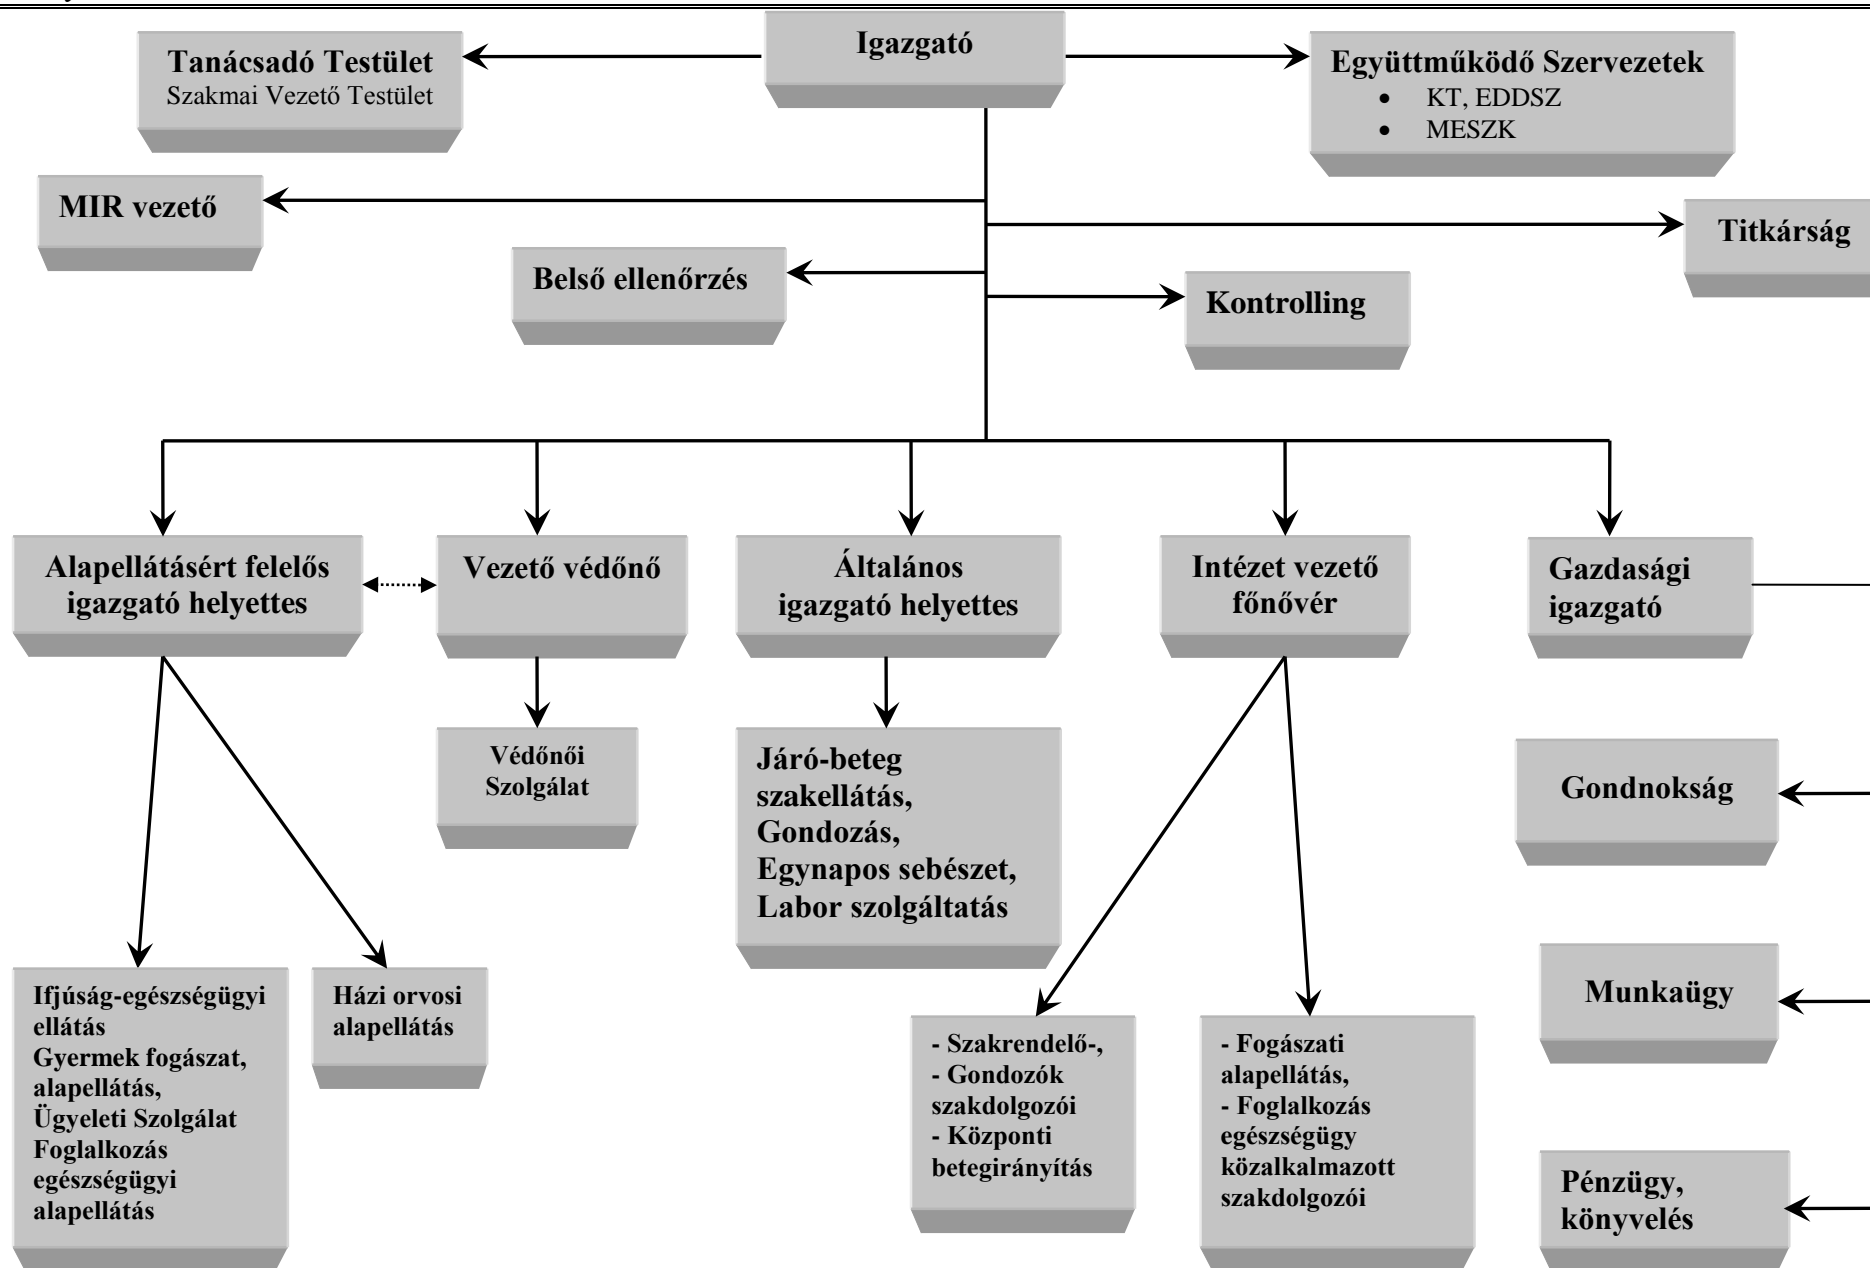 Igazgató
Tanácsadó Testület
Szakmai Vezető Testület
Együttműködő Szervezetek
• KT, EDDSZ
• MESZK
MIR vezető
Titkárság
Belső ellenőrzés
Kontrolling
Alapellátásért felelős
igazgató helyettes
Vezető védőnő
Általános
igazgató helyettes
Intézet vezető
főnővér
Gazdasági
igazgató
Védőnői
Szolgálat
Járó-beteg
szakellátás,
Gondozás,
Egynapos sebészet,
Labor szolgáltatás
Gondnokság
Munkaügy
Ifjúság-egészségügyi
ellátás
Gyermek fogászat,
alapellátás,
Ügyeleti Szolgálat
Foglalkozás
egészségügyi
alapellátás
Házi orvosi
alapellátás
- Szakrendelő-,
- Gondozók
szakdolgozói
- Központi
betegirányítás
- Fogászati
alapellátás,
- Foglalkozás
egészségügy
közalkalmazott
szakdolgozói
Pénzügy,
könyvelés